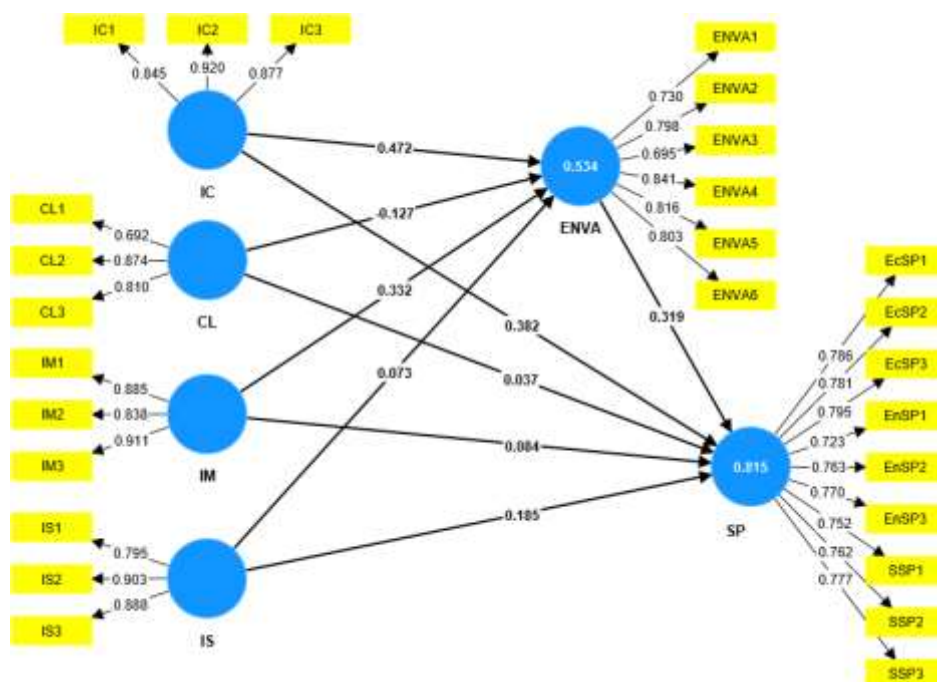 IC1
IC2
IC3
0.845
0.920
0.877
IC
CL1
CL2
CL3
0.692
0.874
0.810
CL
IM1
IM2
IM3
0.885
0.838
0.911
IM
IS1
IS2
IS3
0.795
0.903
0.888
IS
0.472
-0.127
0.332
0.073
0.382
0.037
0.084
0.185
0.534
ENVA
ENVA1
ENVA2
ENVA3
ENVA4
ENVA5
ENVA6
0.730
0.798
0.695
0.841
0.816
0.803
0.319
0.815
SP
EcSP1
EcSP2
EcSP3
EnSP1
EnSP2
EnSP3
SSP1
SSP2
SSP3
0.786
0.781
0.795
0.723
0.763
0.770
0.752
0.762
0.777